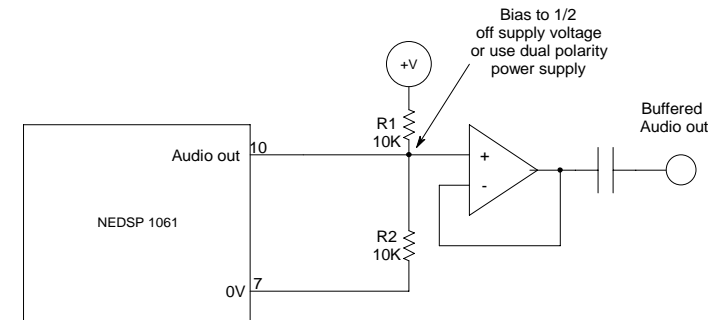 Bias to 1/2
off supply voltage
or use dual polarity
power supply
+V
Buffered
Audio out
R1
10K
Audio out
10
+
-
NEDSP 1061
R2
10K
0V
7